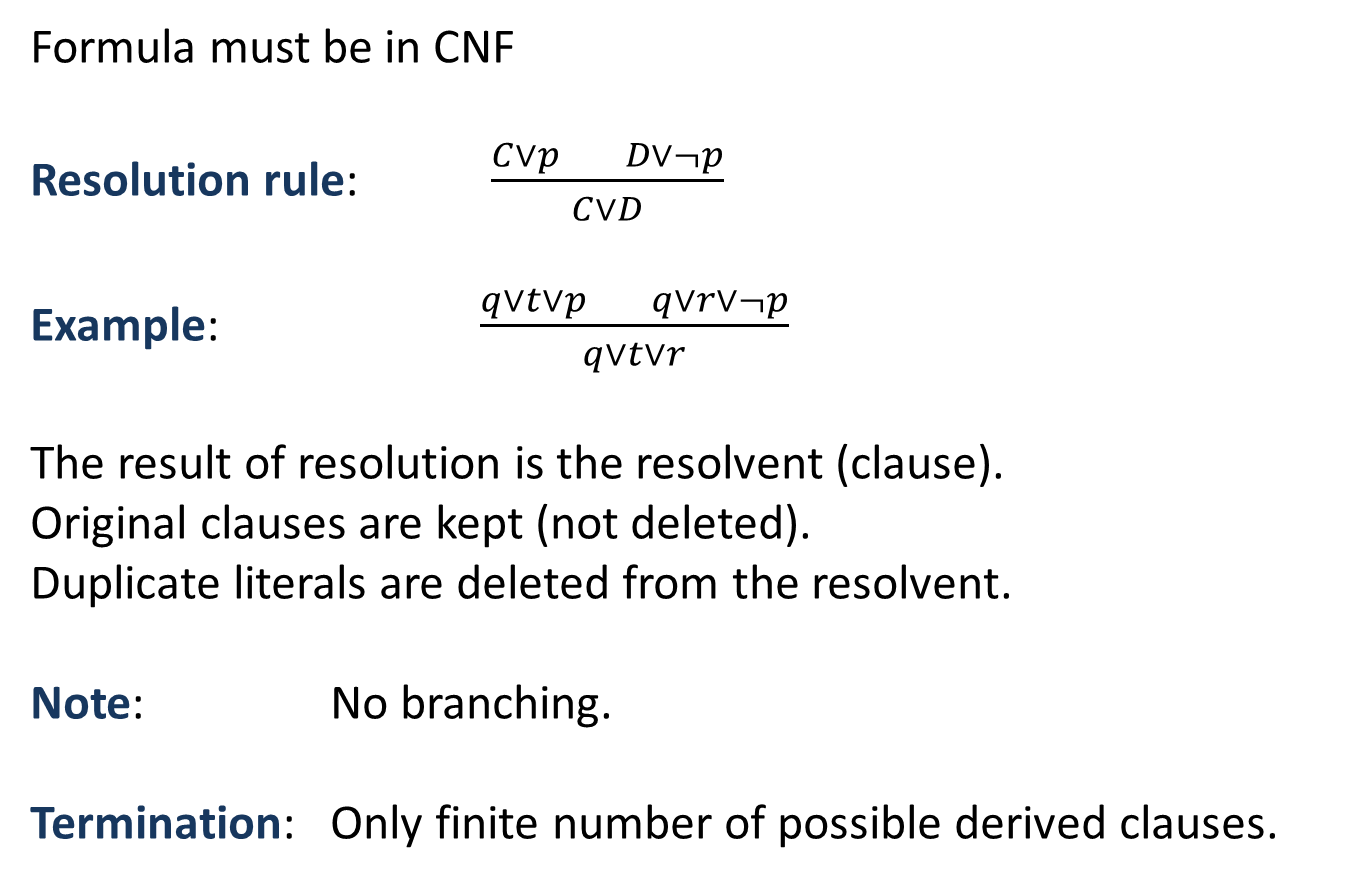 Formula must be in CNF
Resolution rule: C∨p D∨¬p
C∨D
Example: q∨t∨p q∨r∨¬p
q∨t∨r
The result of resolution is the resolvent (clause).
Original clauses are kept (not deleted).
Duplicate literals are deleted from the resolvent.
Note: No branching.
Termination: Only finite number of possible derived clauses.